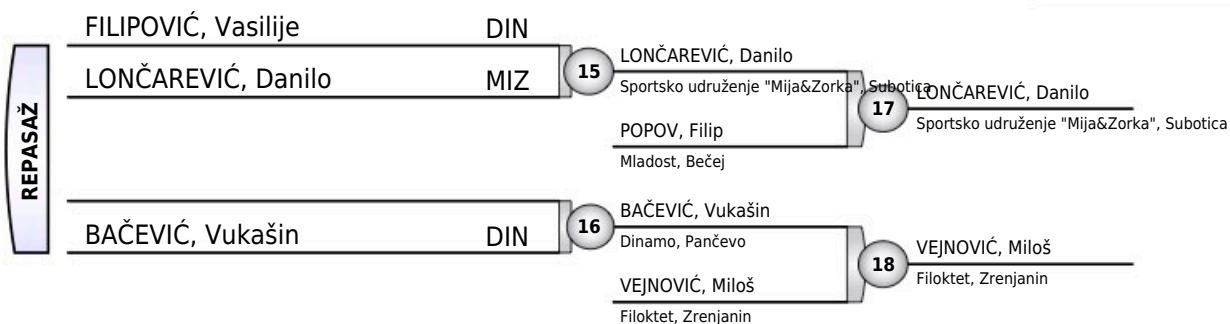 REPASAŽ
FILIPOVIĆ, Vasilije DIN
LONČAREVIĆ, Danilo MIZ
15
LONČAREVIĆ, Danilo
Sportsko udruženje "Mija&Zorka", Subotica
POPOV, Filip
Mladost, Bečej
17
LONČAREVIĆ, Danilo
Sportsko udruženje "Mija&Zorka", Subotica
BAČEVIĆ, Vukašin DIN
16
BAČEVIĆ, Vukašin
Dinamo, Pančevo
VEJNOVIĆ, Miloš
Filoktet, Zrenjanin
18
VEJNOVIĆ, Miloš
Filoktet, Zrenjanin